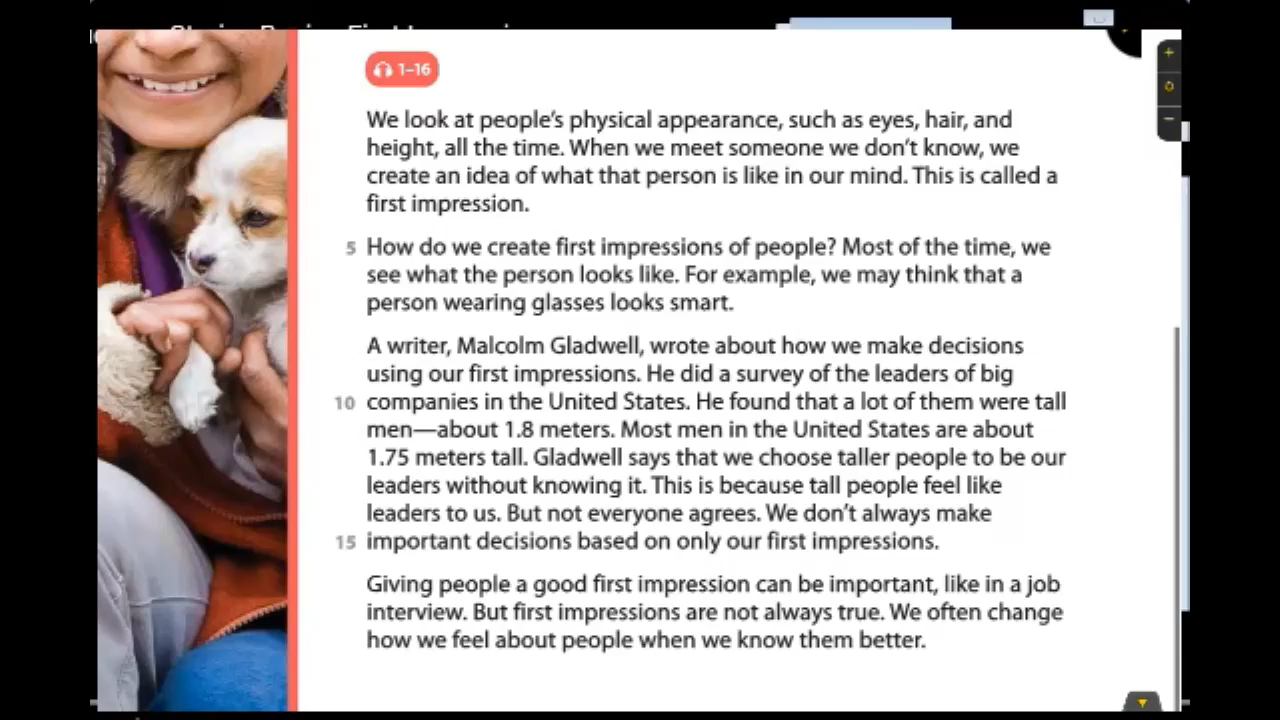 1–16
We look at people's physical appearance, such as eyes, hair, and
height, all the time. When we meet someone we don't know, we
create an idea of what that person is like in our mind. This is called a
first impression.
5 How do we create first impressions of people? Most of the time, we
see what the person looks like. For example, we may think that a
person wearing glasses looks smart.
A writer, Malcolm Gladwell, wrote about how we make decisions
using our first impressions. He did a survey of the leaders of big
10 companies in the United States. He found that a lot of them were tall
men—about 1.8 meters. Most men in the United States are about
1.75 meters tall. Gladwell says that we choose taller people to be our
leaders without knowing it. This is because tall people feel like
leaders to us. But not everyone agrees. We don't always make
15 important decisions based on only our first impressions.
Giving people a good first impression can be important, like in a job
interview. But first impressions are not always true. We often change
how we feel about people when we know them better.